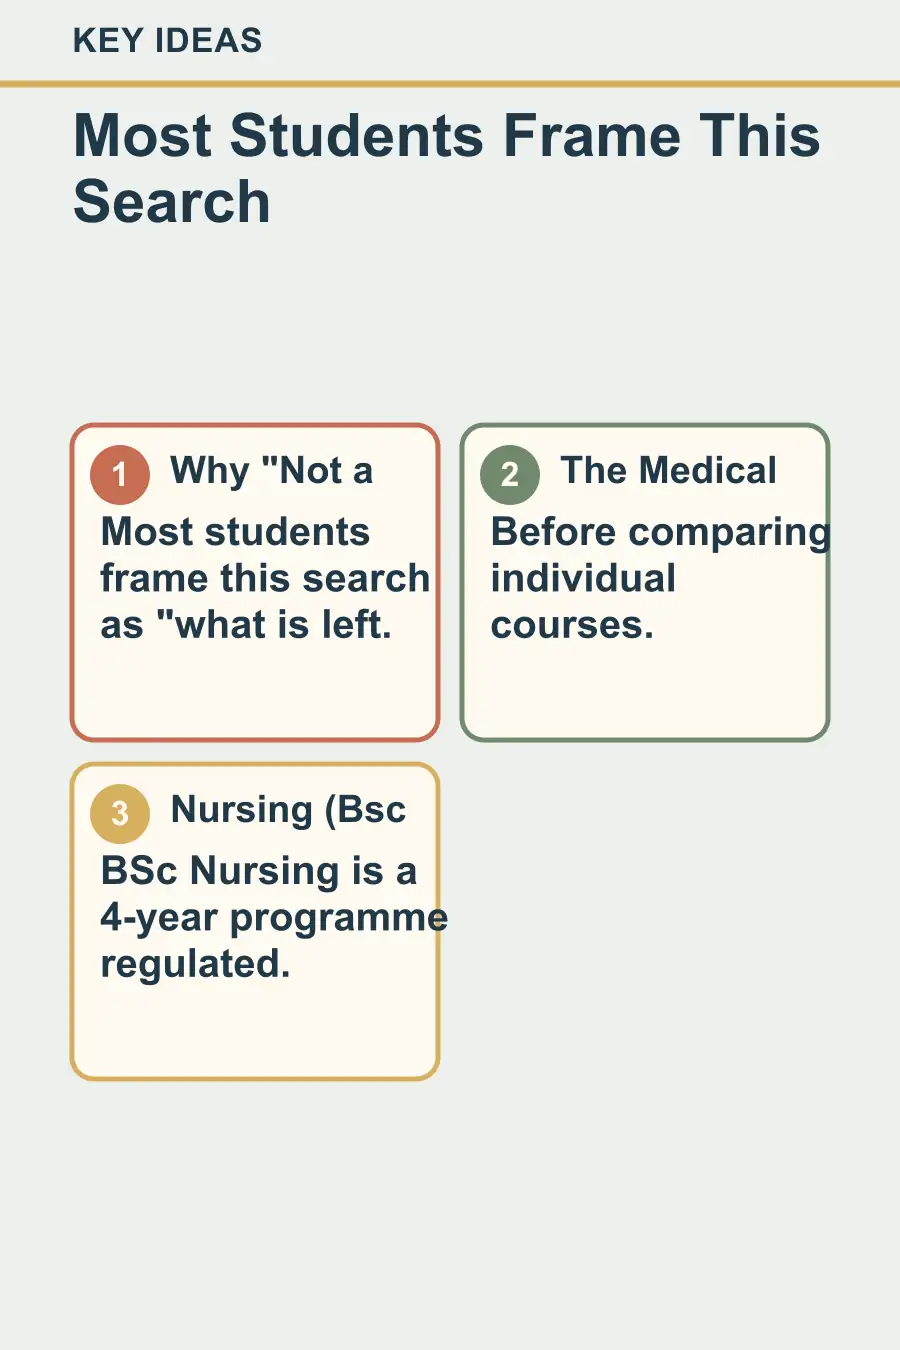 KEY IDEAS
Most Students Frame This
Search
1
Why "Not a
Most students
frame this search
as "what is left.
2
The Medical
Before comparing
individual
courses.
3
Nursing (Bsc
BSc Nursing is a
4-year programme
regulated.